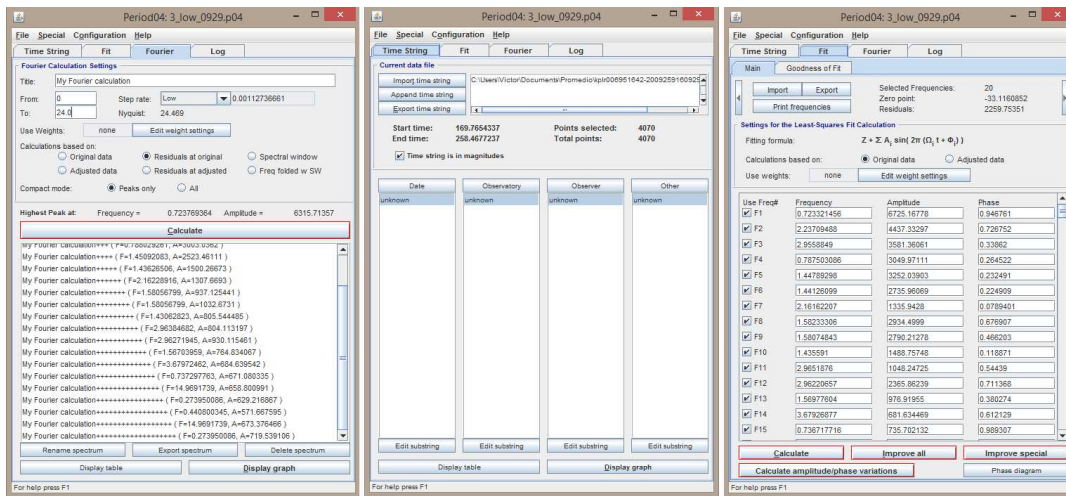 Period04: 3_low_0929.p04
File Special Configuration Help
Time String Fit Fourier Log
Fourier Calculation Settings
Title: My Fourier calculation
From: 0 Step rate: Low 0.00112736661
To: 24.0 Nyquist: 24.469
Use Weights: none Edit weight settings
Calculations based on:
Original data Residuals at original Spectral window
Adjusted data Residuals at adjusted Freq folded w SW
Compact mode: Peaks only All
Highest Peak at: Frequency = 0.723769364 Amplitude = 6315.71357
Calculate
My Fourier calculation+++ ( F=0.788029261, A=3003.0362 )
My Fourier calculation++++ ( F=1.45092083, A=2523.46111 )
My Fourier calculation+++++ ( F=1.43626506, A=1500.26673 )
My Fourier calculation++++++ ( F=2.16228916, A=1307.6693 )
My Fourier calculation+++++++ ( F=1.58056799, A=937.125441 )
My Fourier calculation++++++++ ( F=1.58056799, A=1032.6731 )
My Fourier calculation+++++++++ ( F=1.43062823, A=805.544485 )
My Fourier calculation++++++++++ ( F=2.96384682, A=804.113197 )
My Fourier calculation+++++++++++ ( F=2.96271945, A=930.115461 )
My Fourier calculation++++++++++++ ( F=1.56703959, A=764.834067 )
My Fourier calculation+++++++++++++ ( F=3.67972462, A=684.639542 )
My Fourier calculation++++++++++++++ ( F=0.737297763, A=671.080335 )
My Fourier calculation+++++++++++++++ ( F=14.9691739, A=658.800991 )
My Fourier calculation++++++++++++++++ ( F=0.273950086, A=629.216867 )
My Fourier calculation+++++++++++++++++ ( F=0.440800345, A=571.667595 )
My Fourier calculation++++++++++++++++++ ( F=14.9691739, A=673.376466 )
My Fourier calculation+++++++++++++++++++ ( F=0.273950086, A=719.539106 )
Rename spectrum Export spectrum Delete spectrum
Display table Display graph
For help press F1
Period04: 3_low_0929.p04
File Special Configuration Help
Time String Fit Fourier Log
Current data file
Import time string C:\Users\Victor\Documents\Promedio\kplr006951642-2009259160929
Append time string
Export time string
Start time: 169.7654337 Points selected: 4070
End time: 258.4677237 Total points: 4070
Time string is in magnitudes
Date Observatory Observer Other
unknown unknown unknown unknown
Edit substring Edit substring Edit substring Edit substring
Display table Display graph
For help press F1
Period04: 3_low_0929.p04
File Special Configuration Help
Time String Fit Fourier Log
Main Goodness of Fit
Import Export Selected Frequencies: 20
Zero point: -33.1160852
Print frequencies Residuals: 2259.75351
Settings for the Least-Squares Fit Calculation
Fitting formula: Z + Σ Ai sin( 2π (Ωi t + Φi) )
Calculations based on: Original data Adjusted data
Use weights: none Edit weight settings
Use Freq# Frequency Amplitude Phase
F1 0.723321456 6725.16778 0.946761
F2 2.23709488 4437.33297 0.726752
F3 2.9558849 3581.36061 0.33862
F4 0.787503086 3049.97111 0.264522
F5 1.44789298 3252.03903 0.232491
F6 1.44126099 2735.96069 0.224909
F7 2.16162207 1335.9428 0.0789401
F8 1.58233306 2934.4999 0.676907
F9 1.58074843 2790.21278 0.466203
F10 1.435591 1488.75748 0.118871
F11 2.9651876 1048.24725 0.54439
F12 2.96220657 2365.86239 0.711368
F13 1.56977604 976.91955 0.380274
F14 3.67926877 681.634469 0.612129
F15 0.736717716 735.702132 0.989307
Calculate Improve all Improve special
Calculate amplitude/phase variations Phase diagram
For help press F1